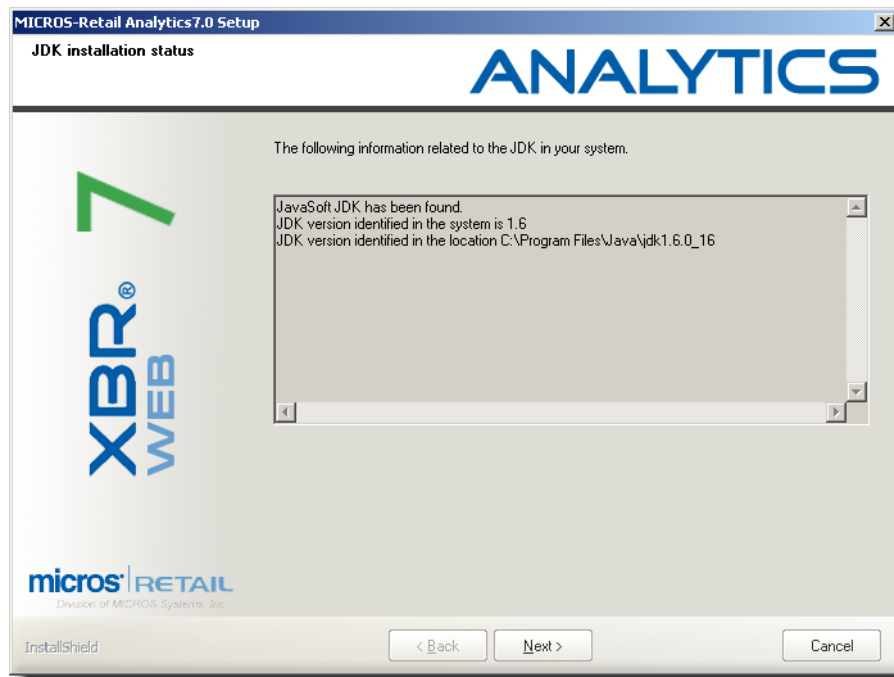 MICROS-Retail Analytics7.0 Setup
JDK installation status
ANALYTICS
The following information related to the JDK in your system.
JavaSoft JDK has been found.
JDK version identified in the system is 1.6
JDK version identified in the location C:\Program Files\Java\jdk1.6.0_16
XBR® 7
WEB
micros® RETAIL
Division of MICROS Systems, Inc.
InstallShield
< Back
Next >
Cancel